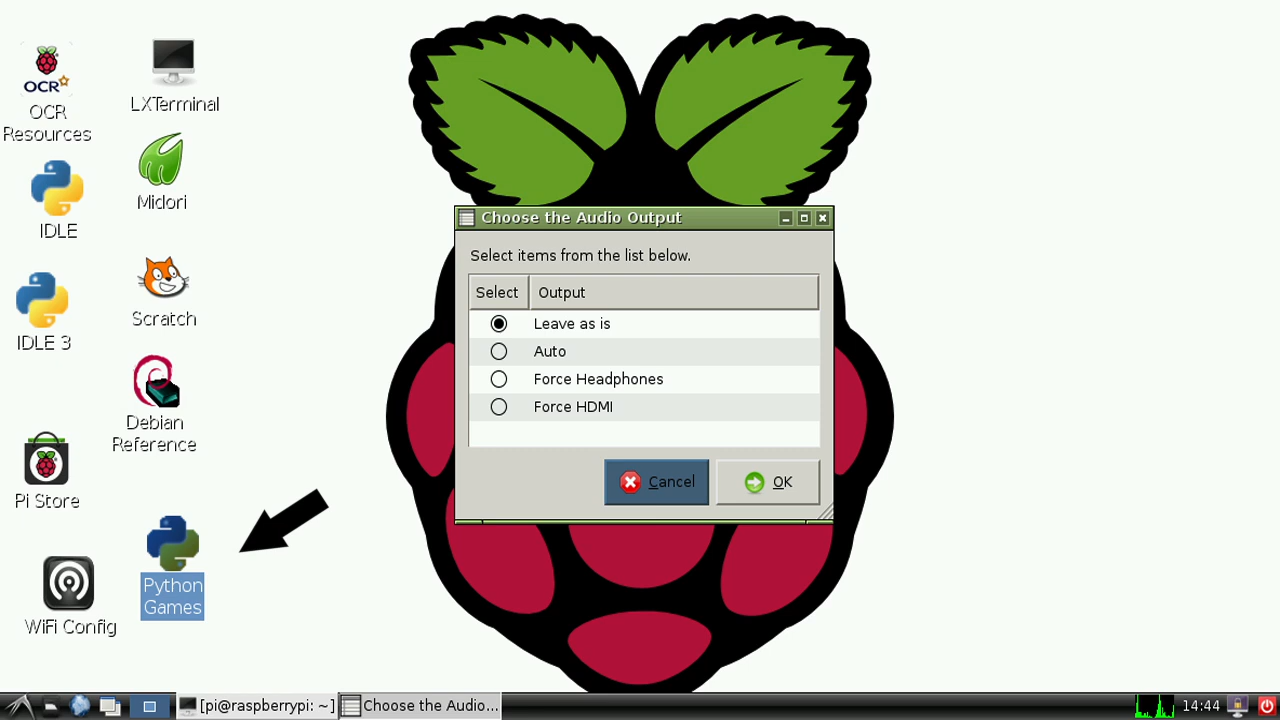 OCR
OCR
Resources
LXTerminal
Midori
IDLE
Scratch
IDLE 3
Debian
Reference
Pi Store
Python
Games
WiFi Config
Choose the Audio Output
Select items from the list below.
Select Output
Leave as is
Auto
Force Headphones
Force HDMI
Cancel OK
[pi@raspberrypi: ~] Choose the Audio... 14:44